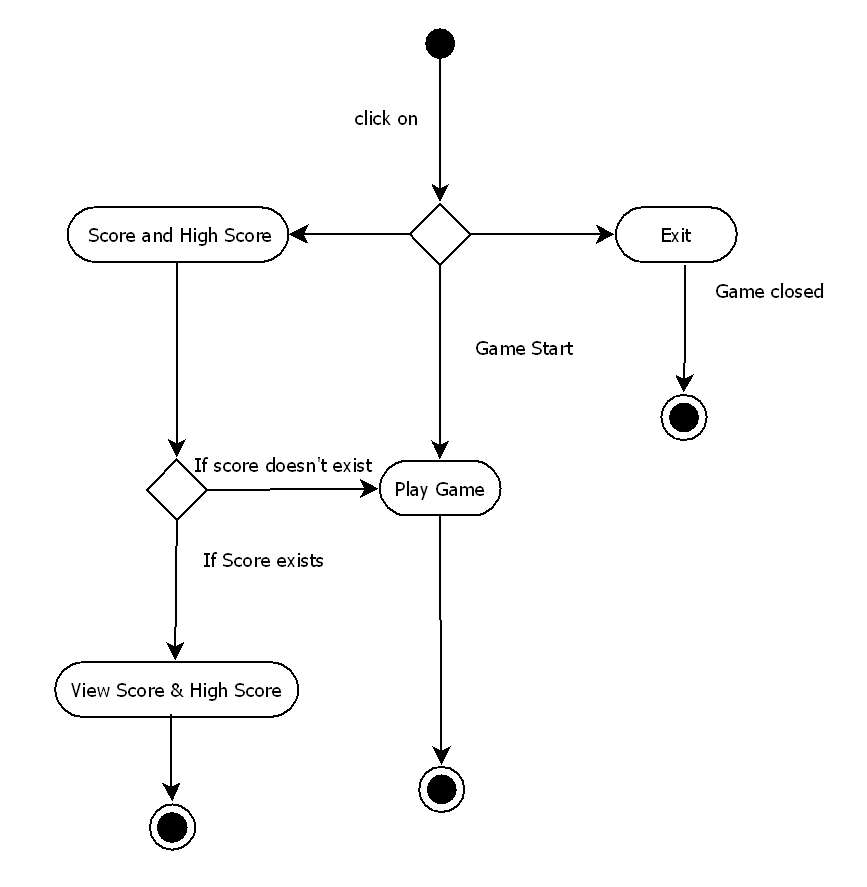 click on
Score and High Score
Exit
Game closed
Game Start
If score doesn't exist
Play Game
If Score exists
View Score & High Score